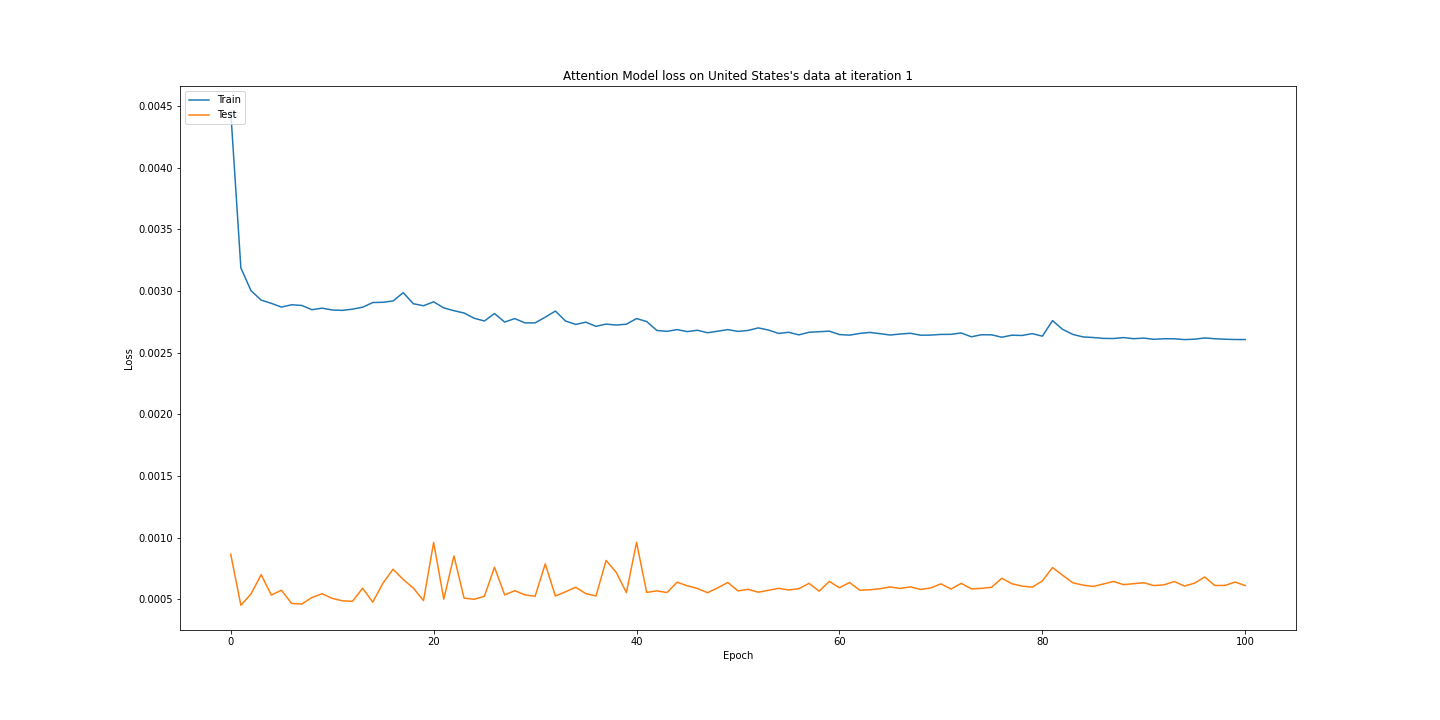 Attention Model loss on United States's data at iteration 1
Train
Test
0.0045
0.0040
0.0035
0.0030
0.0025
0.0020
0.0015
0.0010
0.0005
Loss
0 20 40 60 80 100
Epoch